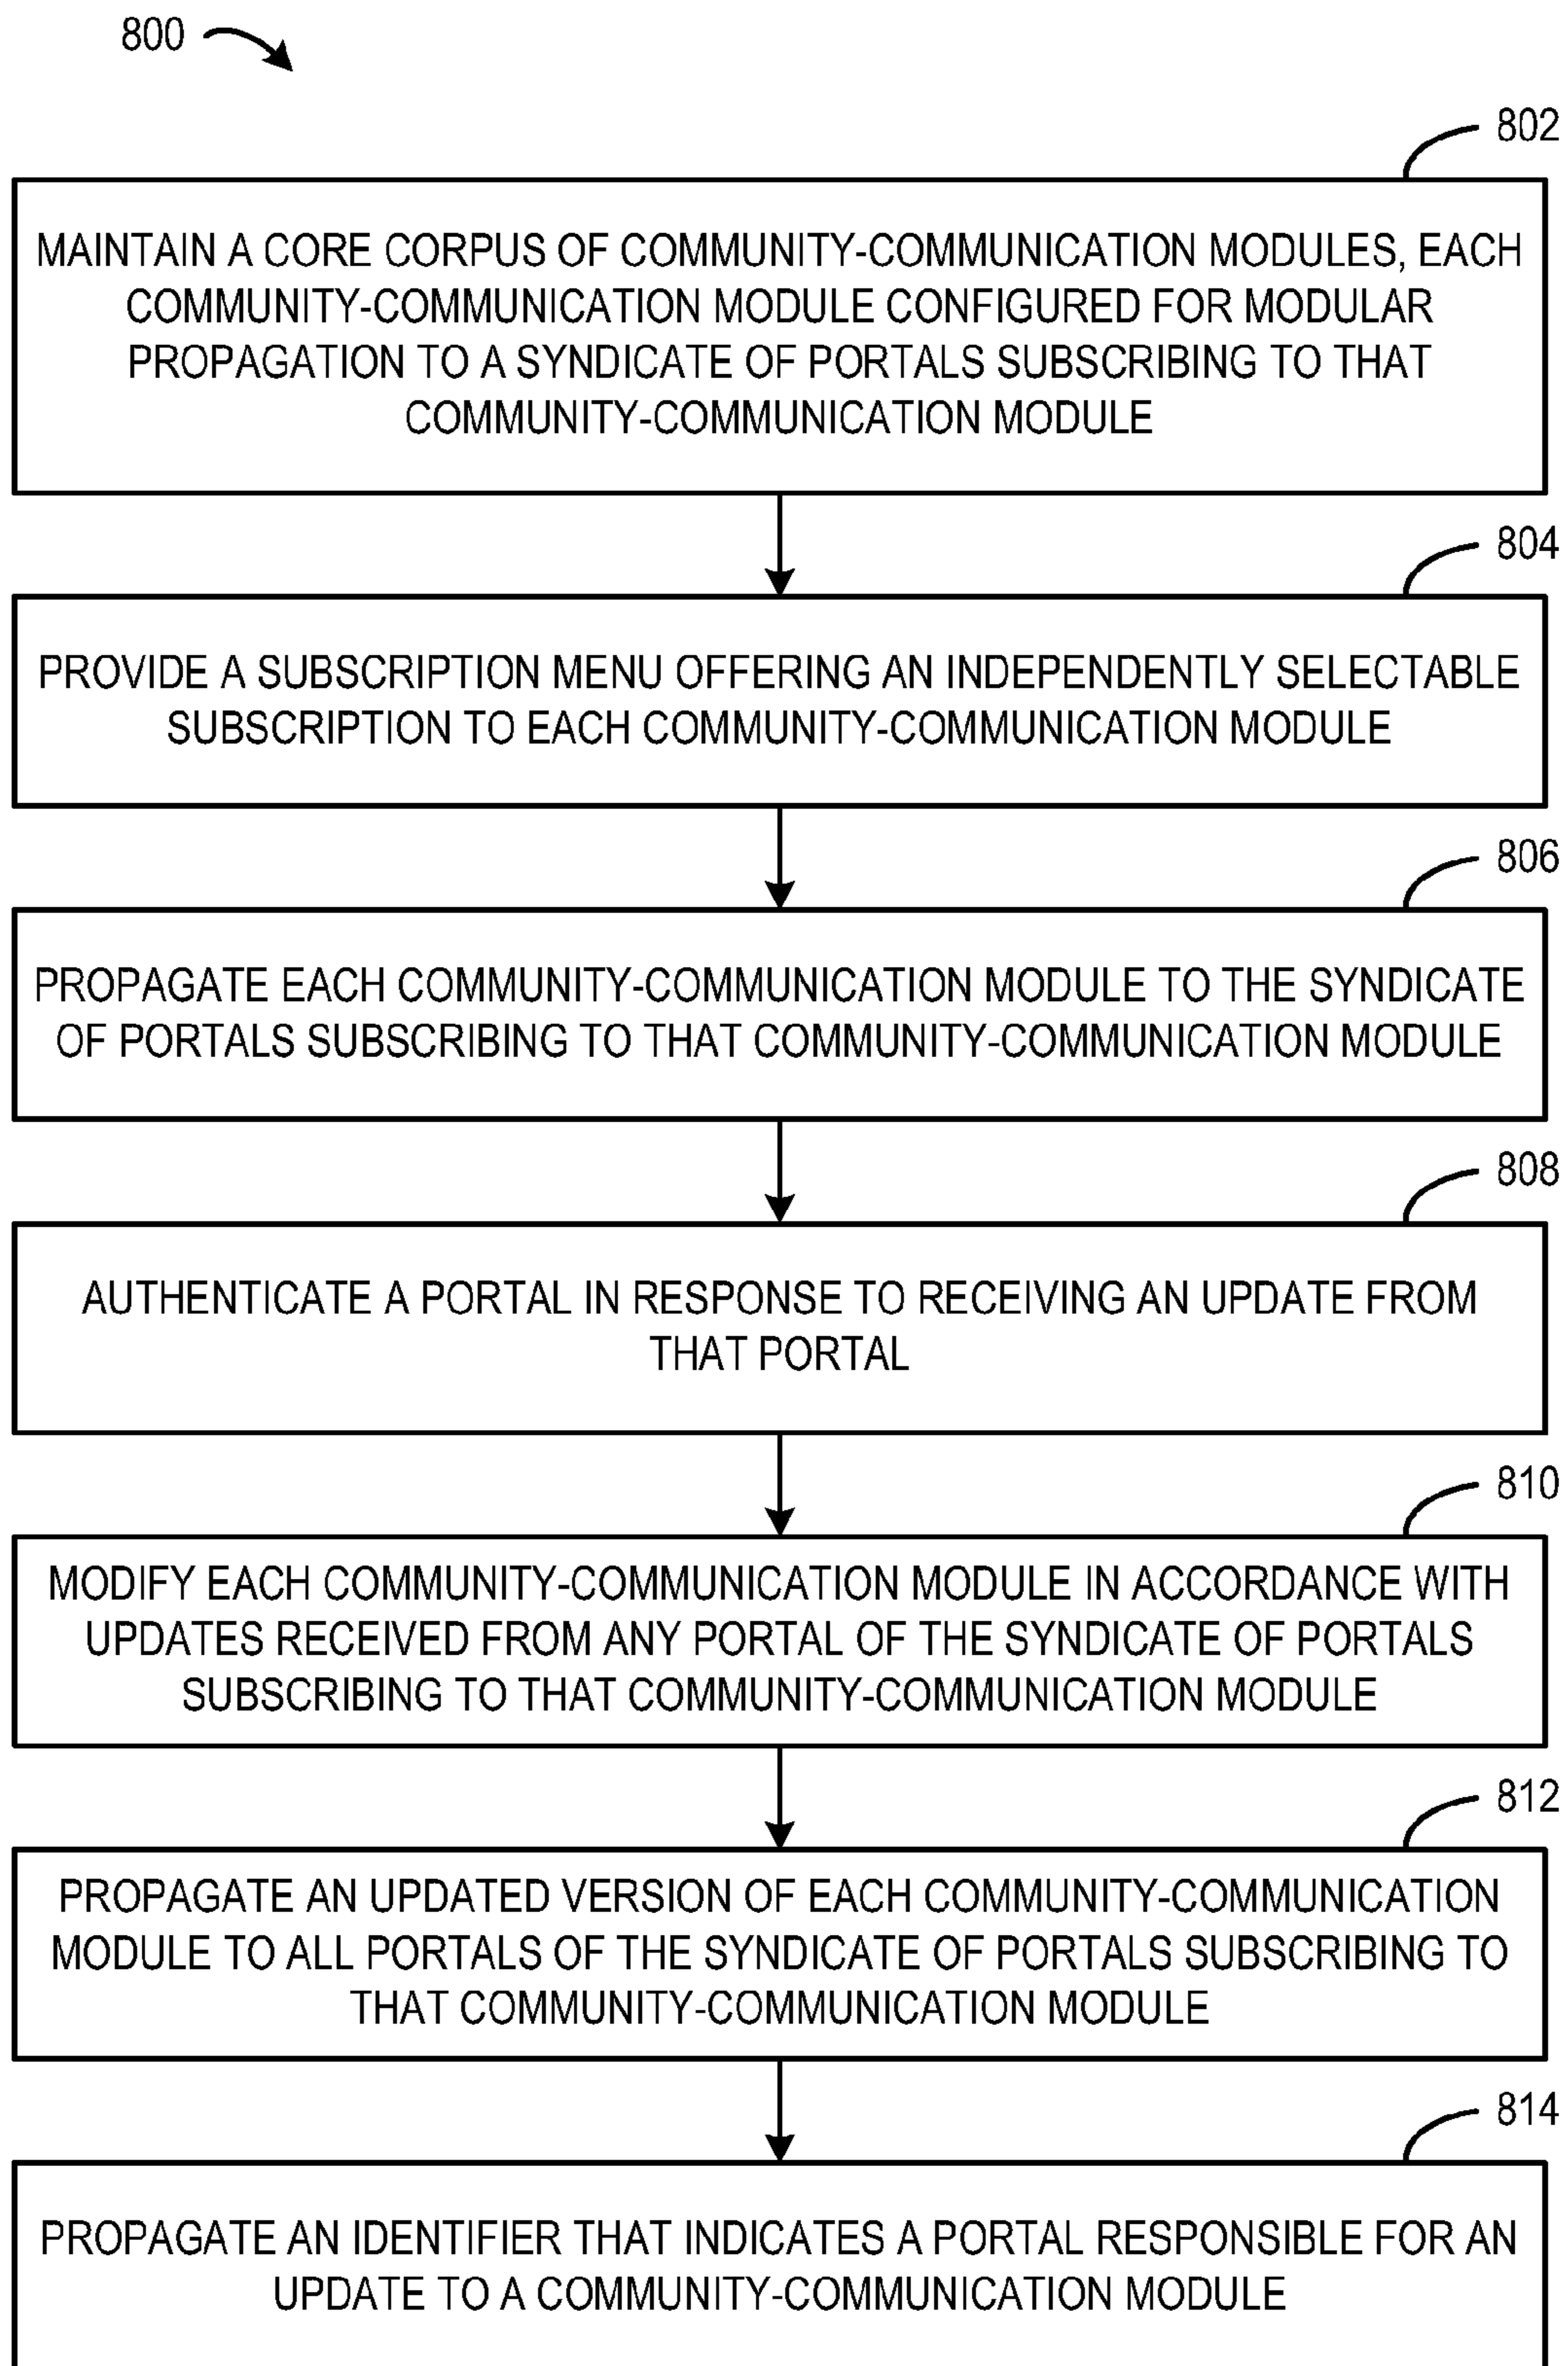 800
802
MAINTAIN A CORE CORPUS OF COMMUNITY-COMMUNICATION MODULES, EACH
COMMUNITY-COMMUNICATION MODULE CONFIGURED FOR MODULAR
PROPAGATION TO A SYNDICATE OF PORTALS SUBSCRIBING TO THAT
COMMUNITY-COMMUNICATION MODULE
804
PROVIDE A SUBSCRIPTION MENU OFFERING AN INDEPENDENTLY SELECTABLE
SUBSCRIPTION TO EACH COMMUNITY-COMMUNICATION MODULE
806
PROPAGATE EACH COMMUNITY-COMMUNICATION MODULE TO THE SYNDICATE
OF PORTALS SUBSCRIBING TO THAT COMMUNITY-COMMUNICATION MODULE
808
AUTHENTICATE A PORTAL IN RESPONSE TO RECEIVING AN UPDATE FROM
THAT PORTAL
810
MODIFY EACH COMMUNITY-COMMUNICATION MODULE IN ACCORDANCE WITH
UPDATES RECEIVED FROM ANY PORTAL OF THE SYNDICATE OF PORTALS
SUBSCRIBING TO THAT COMMUNITY-COMMUNICATION MODULE
812
PROPAGATE AN UPDATED VERSION OF EACH COMMUNITY-COMMUNICATION
MODULE TO ALL PORTALS OF THE SYNDICATE OF PORTALS SUBSCRIBING TO
THAT COMMUNITY-COMMUNICATION MODULE
814
PROPAGATE AN IDENTIFIER THAT INDICATES A PORTAL RESPONSIBLE FOR AN
UPDATE TO A COMMUNITY-COMMUNICATION MODULE